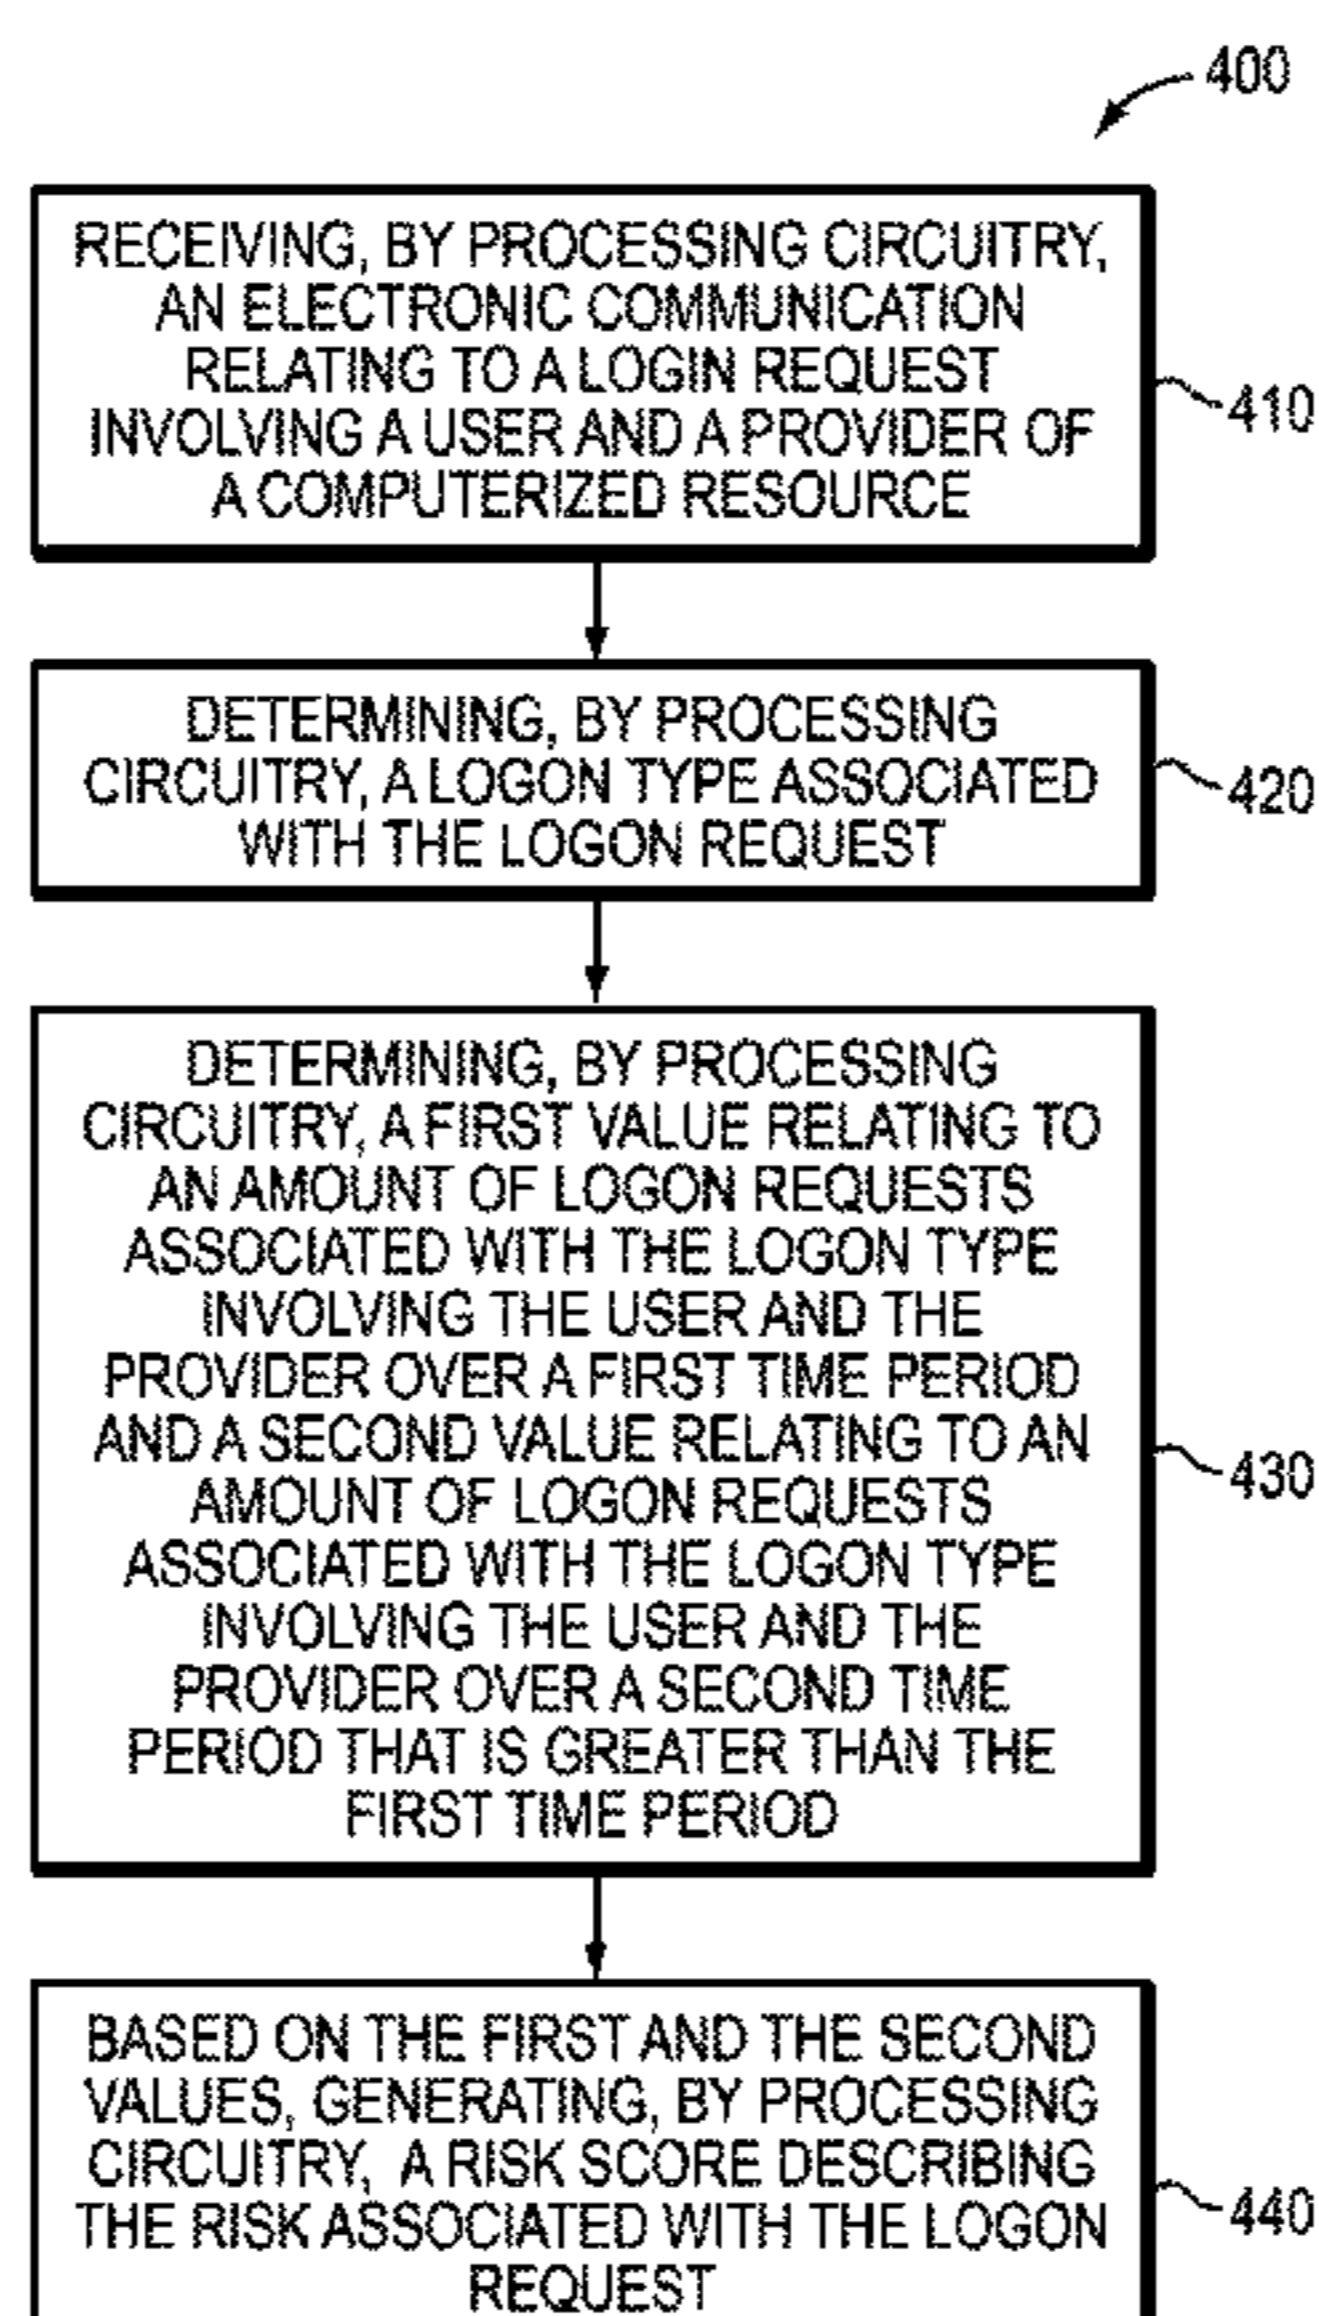 400
RECEIVING, BY PROCESSING CIRCUITRY,
AN ELECTRONIC COMMUNICATION
RELATING TO A LOGIN REQUEST
INVOLVING A USER AND A PROVIDER OF
A COMPUTERIZED RESOURCE
410
DETERMINING, BY PROCESSING
CIRCUITRY, A LOGON TYPE ASSOCIATED
WITH THE LOGON REQUEST
420
DETERMINING, BY PROCESSING
CIRCUITRY, A FIRST VALUE RELATING TO
AN AMOUNT OF LOGON REQUESTS
ASSOCIATED WITH THE LOGON TYPE
INVOLVING THE USER AND THE
PROVIDER OVER A FIRST TIME PERIOD
AND A SECOND VALUE RELATING TO AN
AMOUNT OF LOGON REQUESTS
ASSOCIATED WITH THE LOGON TYPE
INVOLVING THE USER AND THE
PROVIDER OVER A SECOND TIME
PERIOD THAT IS GREATER THAN THE
FIRST TIME PERIOD
430
BASED ON THE FIRST AND THE SECOND
VALUES, GENERATING, BY PROCESSING
CIRCUITRY, A RISK SCORE DESCRIBING
THE RISK ASSOCIATED WITH THE LOGON
REQUEST
440